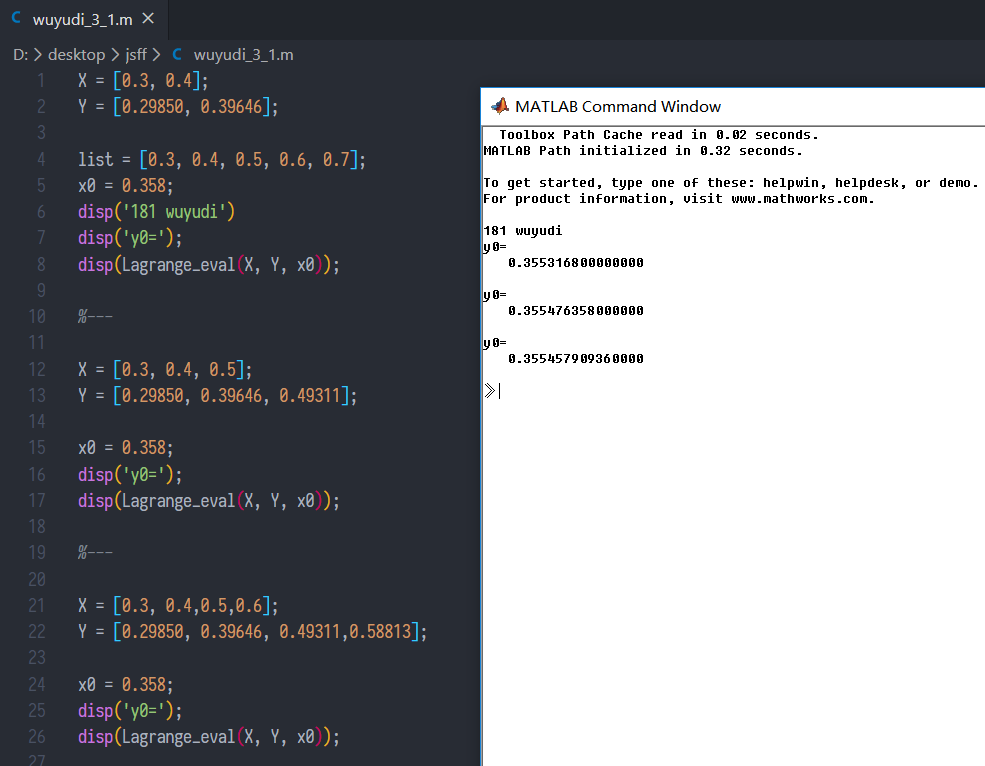 wuyudi_3_1.m
D: > desktop > jsff > C wuyudi_3_1.m
1 X = [0.3, 0.4];
2 Y = [0.29850, 0.39646];
3
4 list = [0.3, 0.4, 0.5, 0.6, 0.7];
5 x0 = 0.358;
6 disp('181 wuyudi')
7 disp('y0=');
8 disp(Lagrange_eval(X, Y, x0));
9
10 %---
11
12 X = [0.3, 0.4, 0.5];
13 Y = [0.29850, 0.39646, 0.49311];
14
15 x0 = 0.358;
16 disp('y0=');
17 disp(Lagrange_eval(X, Y, x0));
18
19 %---
20
21 X = [0.3, 0.4,0.5,0.6];
22 Y = [0.29850, 0.39646, 0.49311,0.58813];
23
24 x0 = 0.358;
25 disp('y0=');
26 disp(Lagrange_eval(X, Y, x0));
27
MATLAB Command Window
Toolbox Path Cache read in 0.02 seconds.
MATLAB Path initialized in 0.32 seconds.
To get started, type one of these: helpwin, helpdesk, or demo.
For product information, visit www.mathworks.com.
181 wuyudi
y0=
0.355316800000000
y0=
0.355476358000000
y0=
0.355457909360000
»